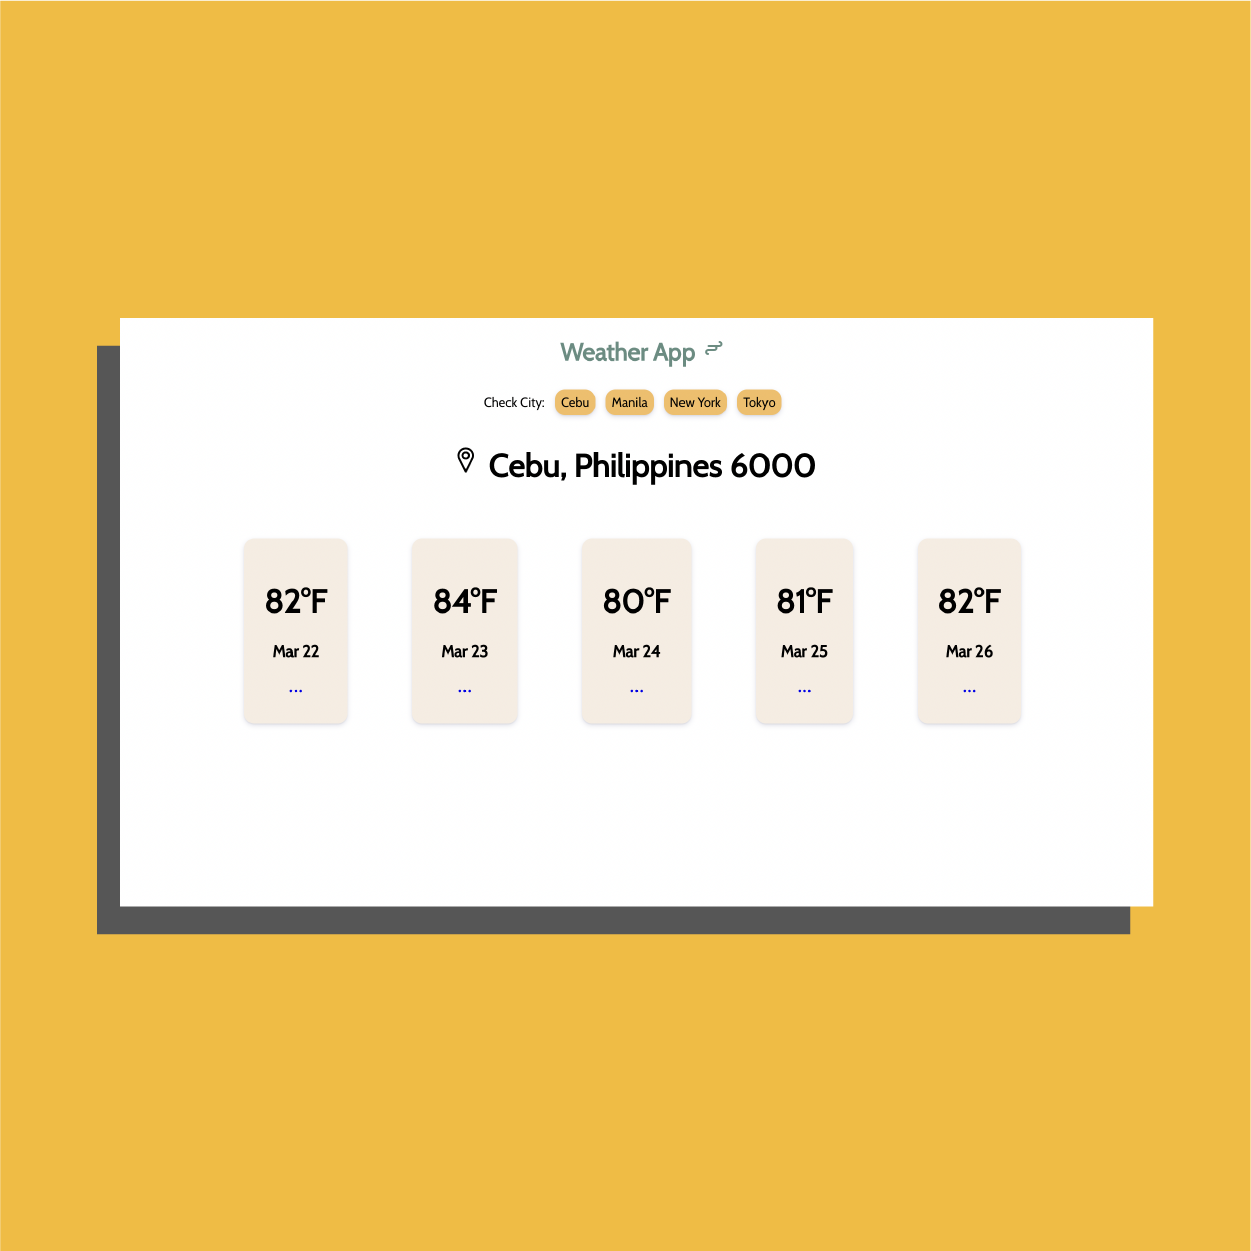 Weather App
Check City: Cebu Manila New York Tokyo
Cebu, Philippines 6000
82°F 84°F 80°F 81°F 82°F
Mar 22 Mar 23 Mar 24 Mar 25 Mar 26
... ... ... ... ...